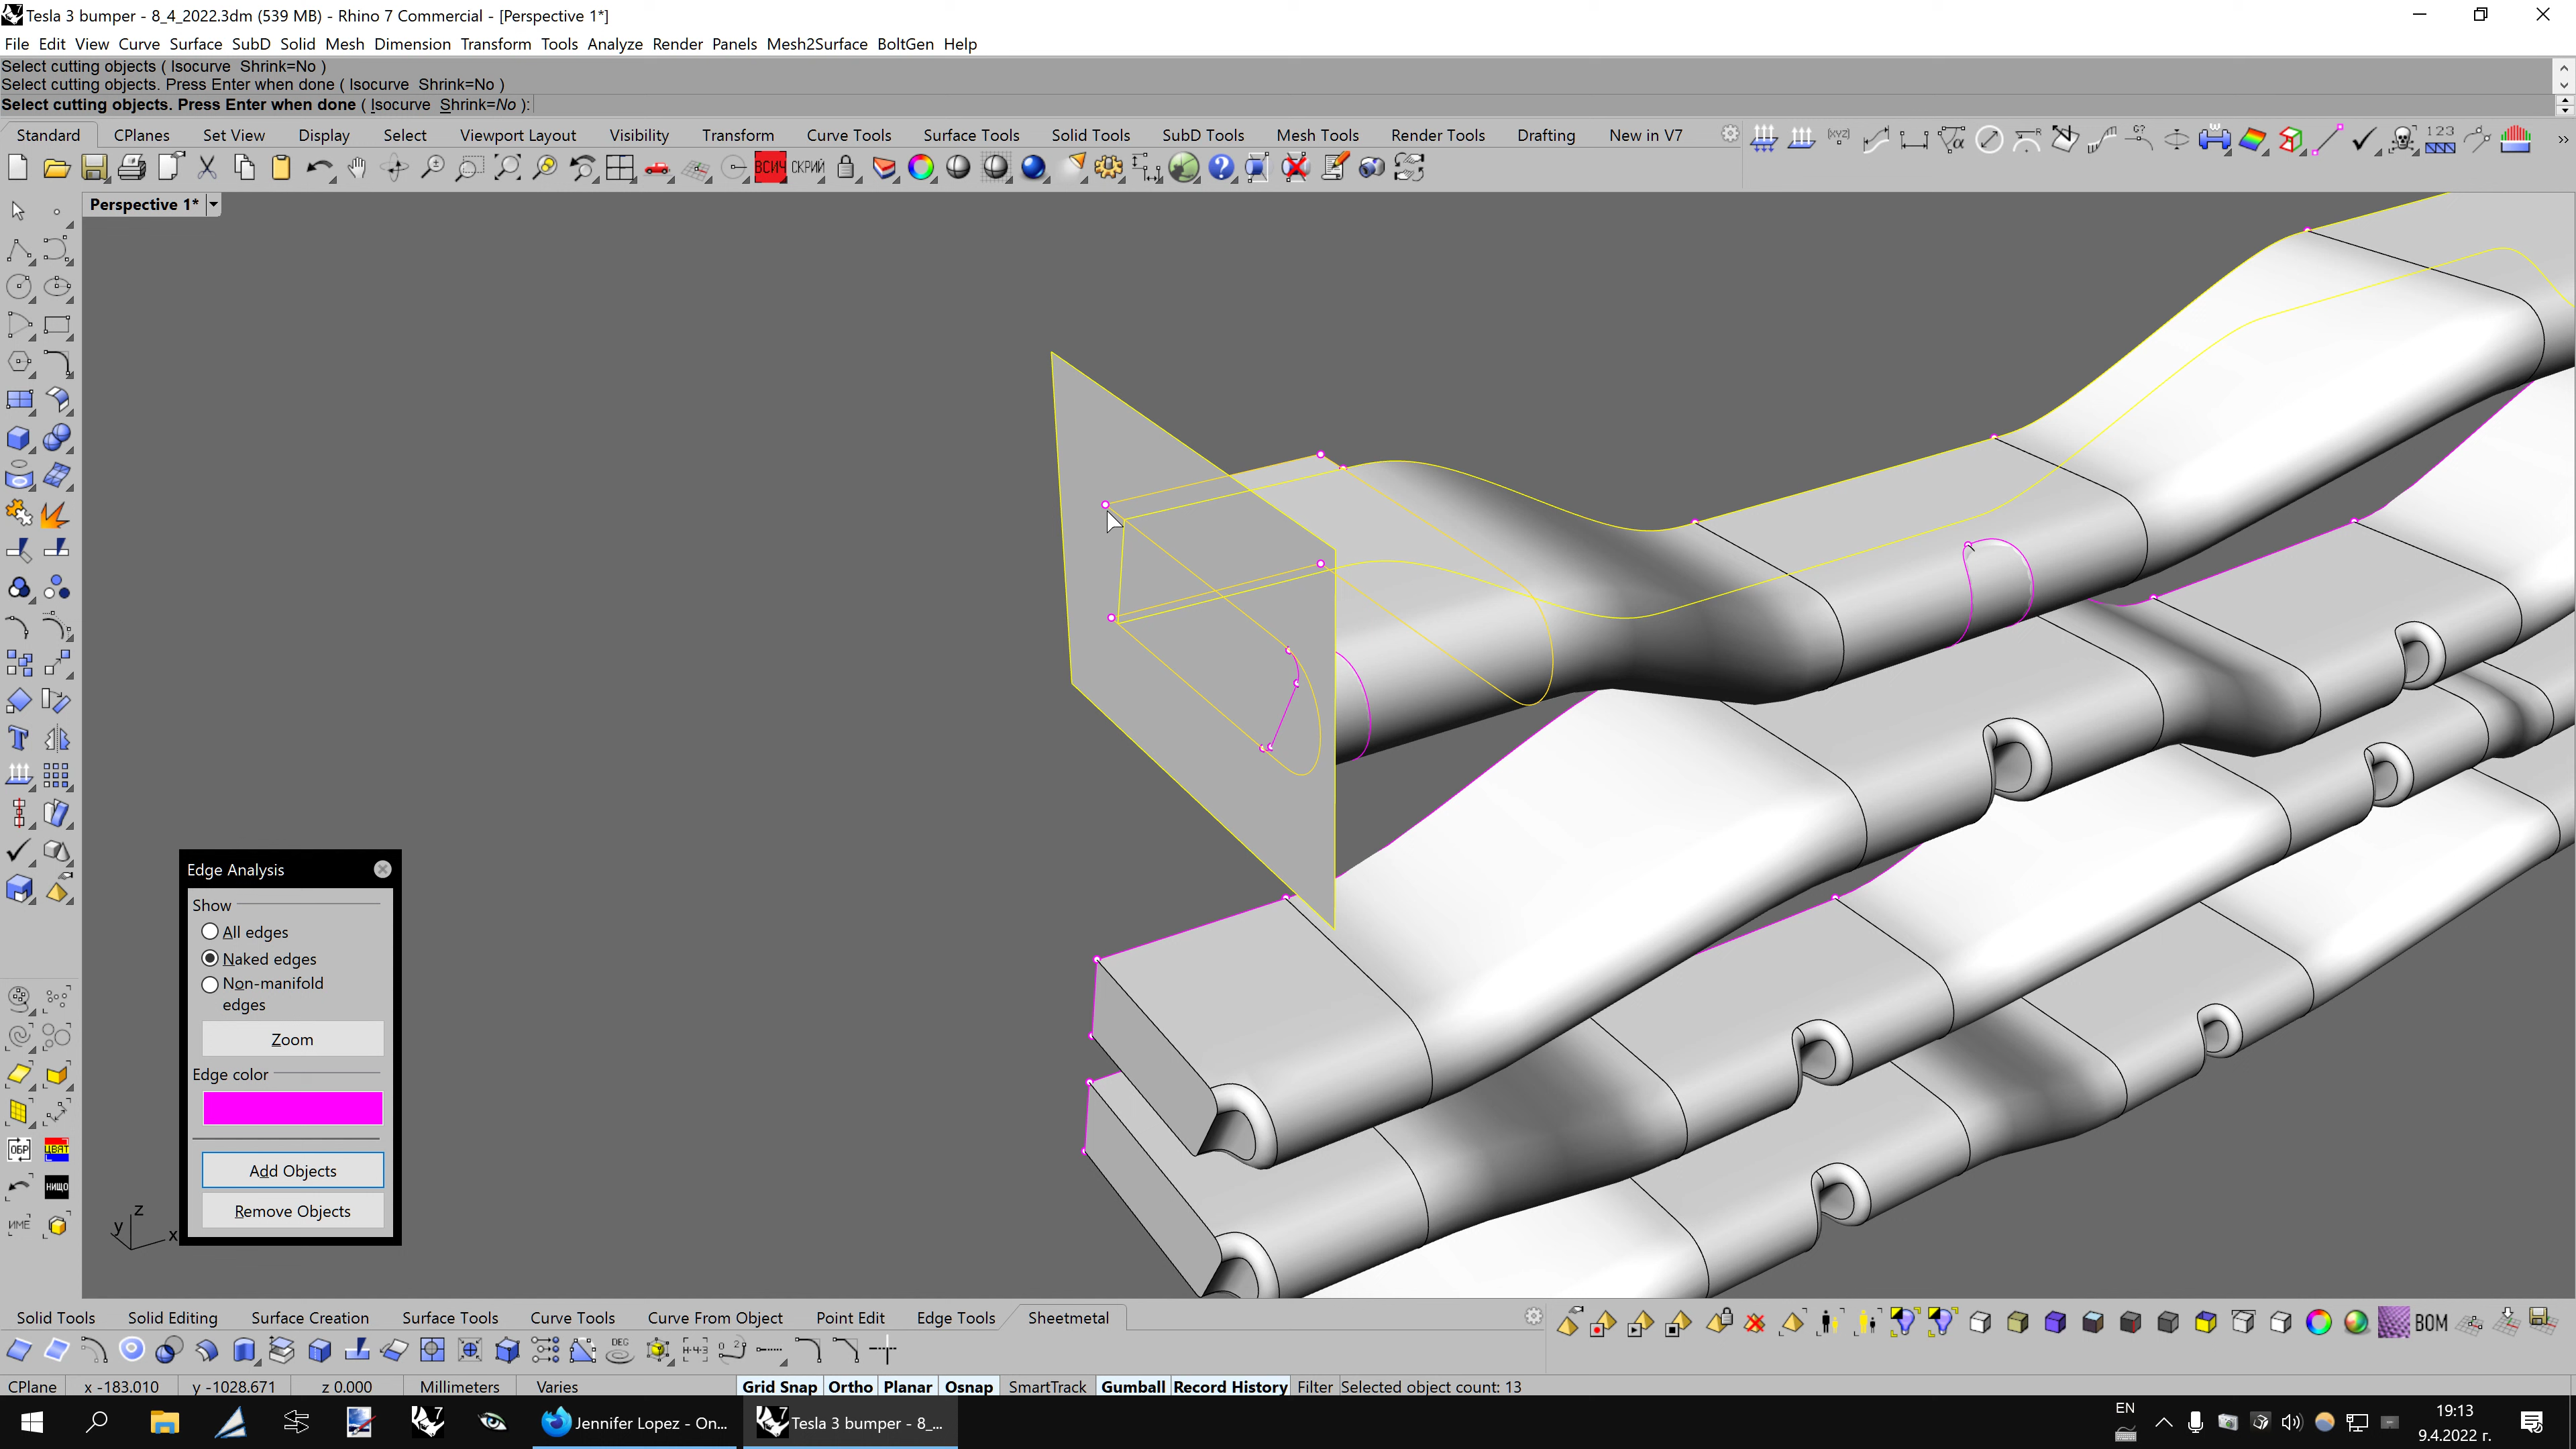 Tesla 3 bumper - 8_4_2022.3dm (539 MB) - Rhino 7 Commercial - [Perspective 1*]
File Edit View Curve Surface SubD Solid Mesh Dimension Transform Tools Analyze Render Panels Mesh2Surface BoltGen Help
Select cutting objects ( Isocurve Shrink=No )
Select cutting objects. Press Enter when done ( Isocurve Shrink=No )
Select cutting objects. Press Enter when done ( Isocurve Shrink=No ):
Standard CPlanes Set View Display Select Viewport Layout Visibility Transform Curve Tools Surface Tools Solid Tools SubD Tools Mesh Tools Render Tools Drafting New in V7
ВСИЧ СКРИЙ
Perspective 1*
Edge Analysis
Show
All edges
Naked edges
Non-manifold
edges
Zoom
Edge color
Add Objects
Remove Objects
ОБР ЦВЯТ
НИЩО
ИМЕ
z
y
x
Solid Tools Solid Editing Surface Creation Surface Tools Curve Tools Curve From Object Point Edit Edge Tools Sheetmetal
BOM
DEG
CPlane x -183.010 y -1028.671 z 0.000 Millimeters Varies Grid Snap Ortho Planar Osnap SmartTrack Gumball Record History Filter Selected object count: 13
Jennifer Lopez - On...
Tesla 3 bumper - 8_...
EN
19:13
9.4.2022 г.